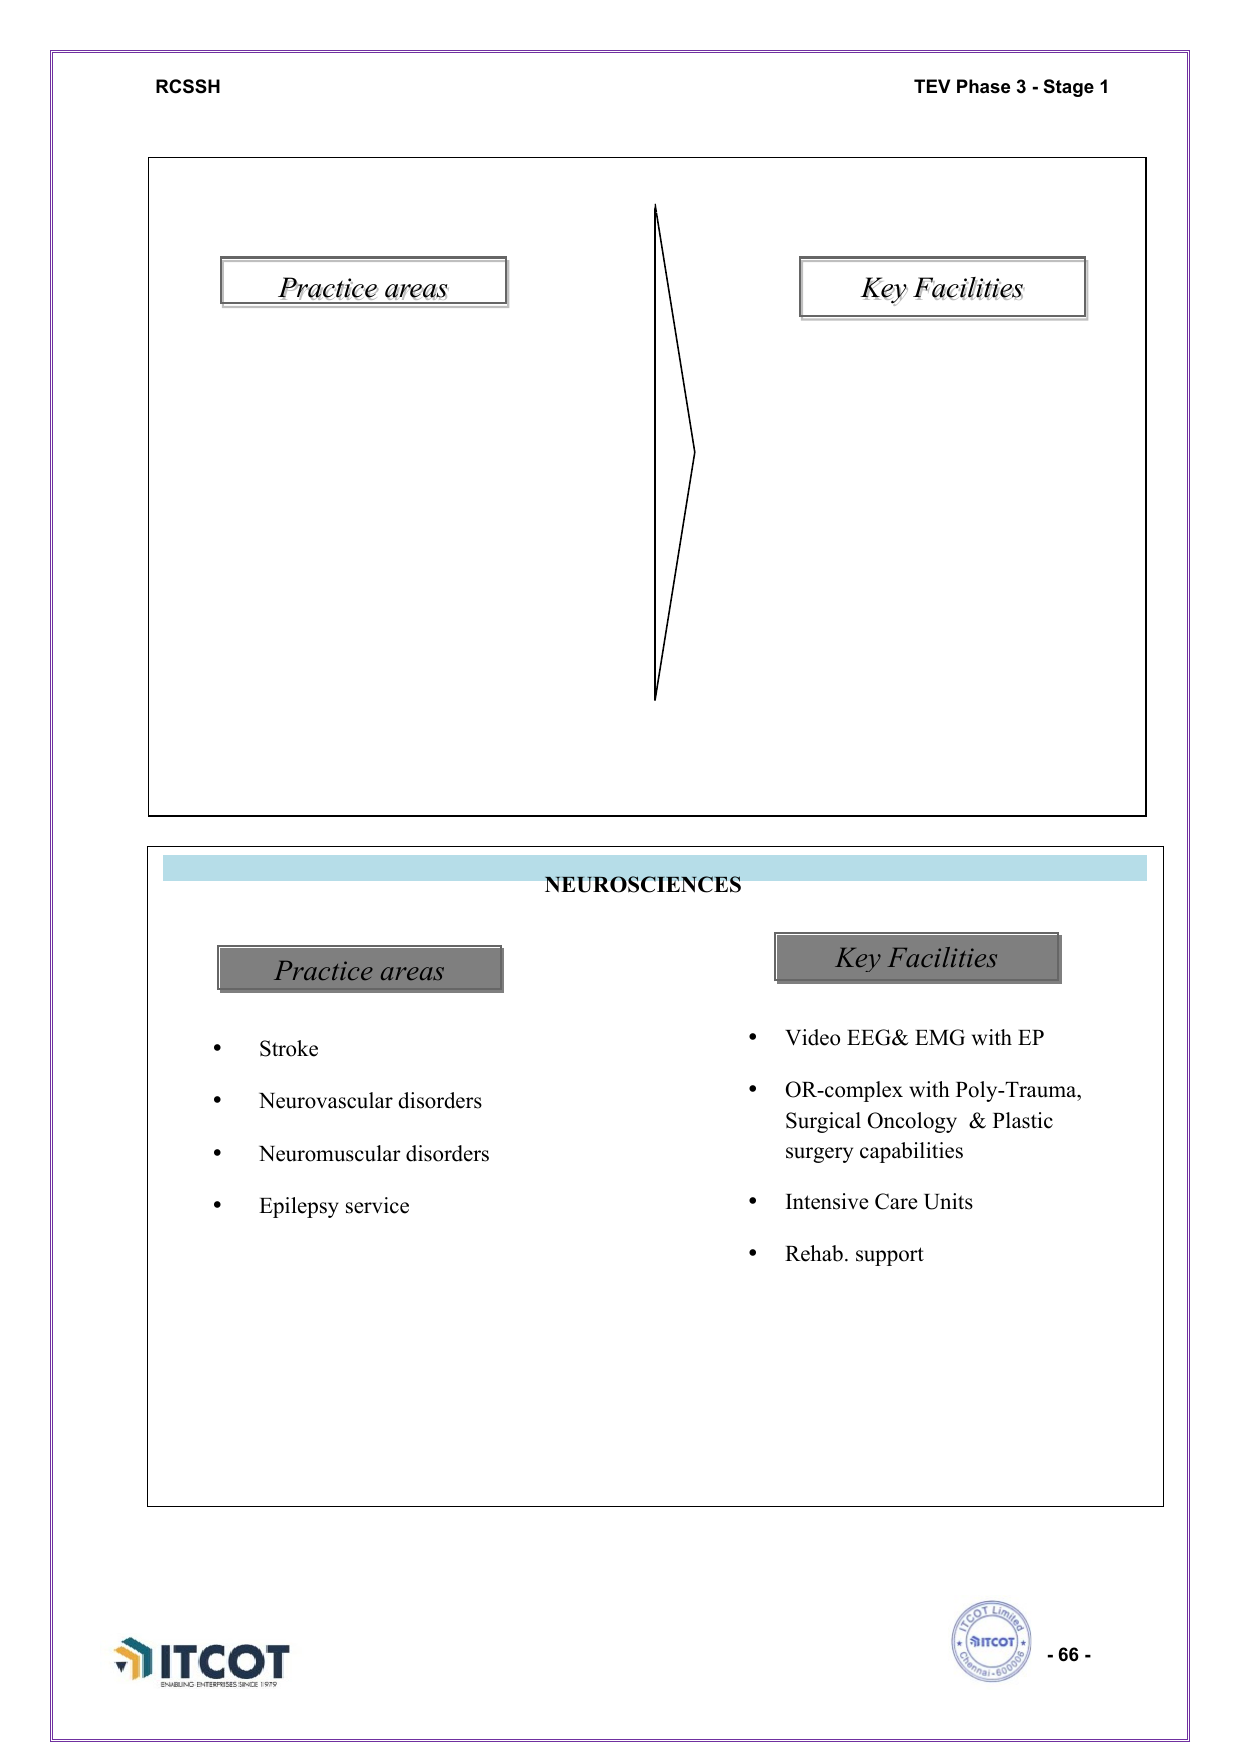 RCSSH TEV Phase 3 - Stage 1
Practice areas
Key Facilities
NEUROSCIENCES
Practice areas
• Stroke
• Neurovascular disorders
• Neuromuscular disorders
• Epilepsy service
Key Facilities
• Video EEG& EMG with EP
• OR-complex with Poly-Trauma,
Surgical Oncology & Plastic
surgery capabilities
• Intensive Care Units
• Rehab. support
ITCOT
ENABLING ENTERPRISES SINCE 1979
ITCOT Limited
ITCOT
Chennai-600006
- 66 -